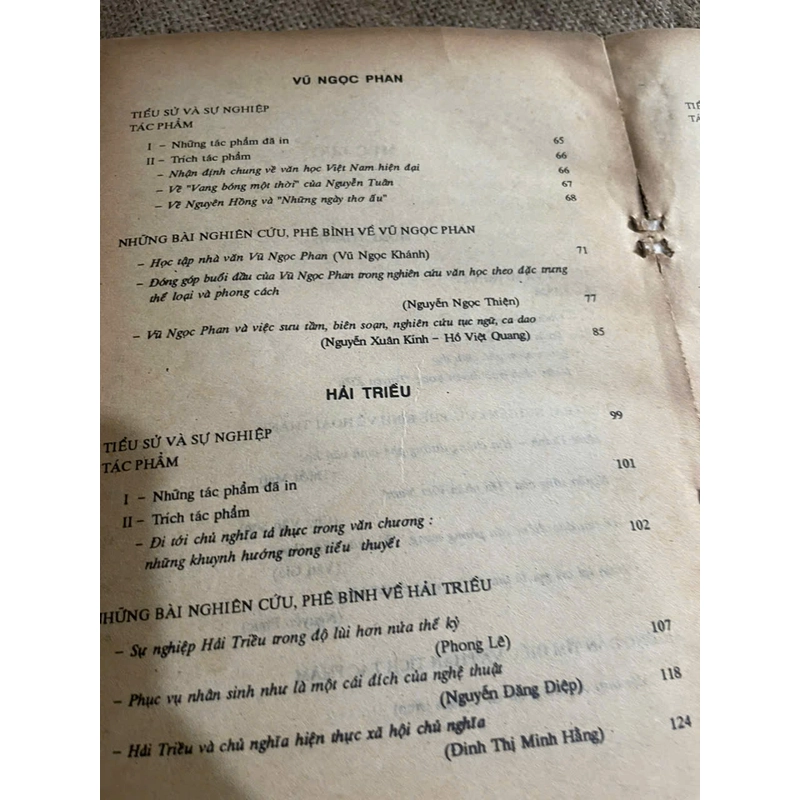 VŨ NGỌC PHAN
TIỂU SỬ VÀ SỰ NGHIỆP
TÁC PHẨM
I – Những tác phẩm đã in 65
II – Trích tác phẩm 66
– Nhận định chung về văn học Việt Nam hiện đại 66
– Về "Vang bóng một thời" của Nguyễn Tuân 67
– Về Nguyên Hồng và "Những ngày thơ ấu" 68
NHỮNG BÀI NGHIÊN CỨU, PHÊ BÌNH VỀ VŨ NGỌC PHAN
– Học tập nhà văn Vũ Ngọc Phan (Vũ Ngọc Khánh) 71
– Đóng góp buổi đầu của Vũ Ngọc Phan trong nghiên cứu văn học theo đặc trưng
thể loại và phong cách
(Nguyễn Ngọc Thiện) 77
– Vũ Ngọc Phan và việc sưu tầm, biên soạn, nghiên cứu tục ngữ, ca dao
(Nguyễn Xuân Kính – Hồ Việt Quang) 85
HẢI TRIỀU
TIỂU SỬ VÀ SỰ NGHIỆP 99
TÁC PHẨM
I – Những tác phẩm đã in 101
II – Trích tác phẩm
– Đi tới chủ nghĩa tả thực trong văn chương : 102
những khuynh hướng trong tiểu thuyết
NHỮNG BÀI NGHIÊN CỨU, PHÊ BÌNH VỀ HẢI TRIỀU
– Sự nghiệp Hải Triều trong độ lùi hơn nửa thế kỷ
(Phong Lê) 107
– Phục vụ nhân sinh như là một cái đích của nghệ thuật
(Nguyễn Đăng Điệp) 118
– Hải Triều và chủ nghĩa hiện thực xã hội chủ nghĩa
(Đinh Thị Minh Hằng) 124